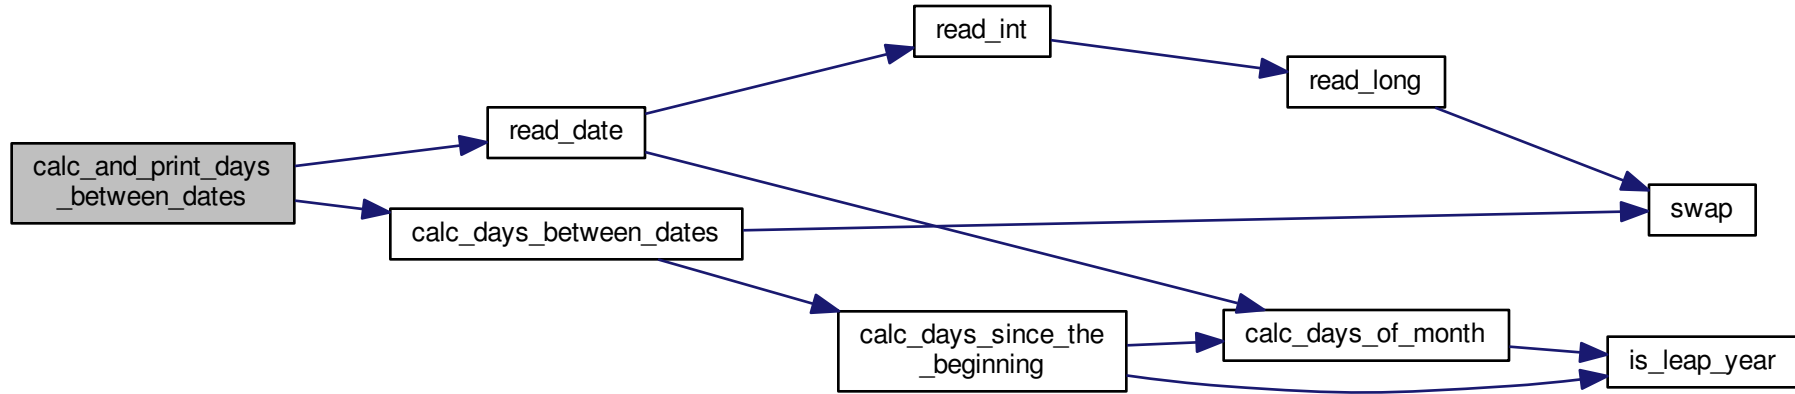 read_int
read_long
read_date
calc_and_print_days
_between_dates
swap
calc_days_between_dates
calc_days_since_the
_beginning
calc_days_of_month
is_leap_year